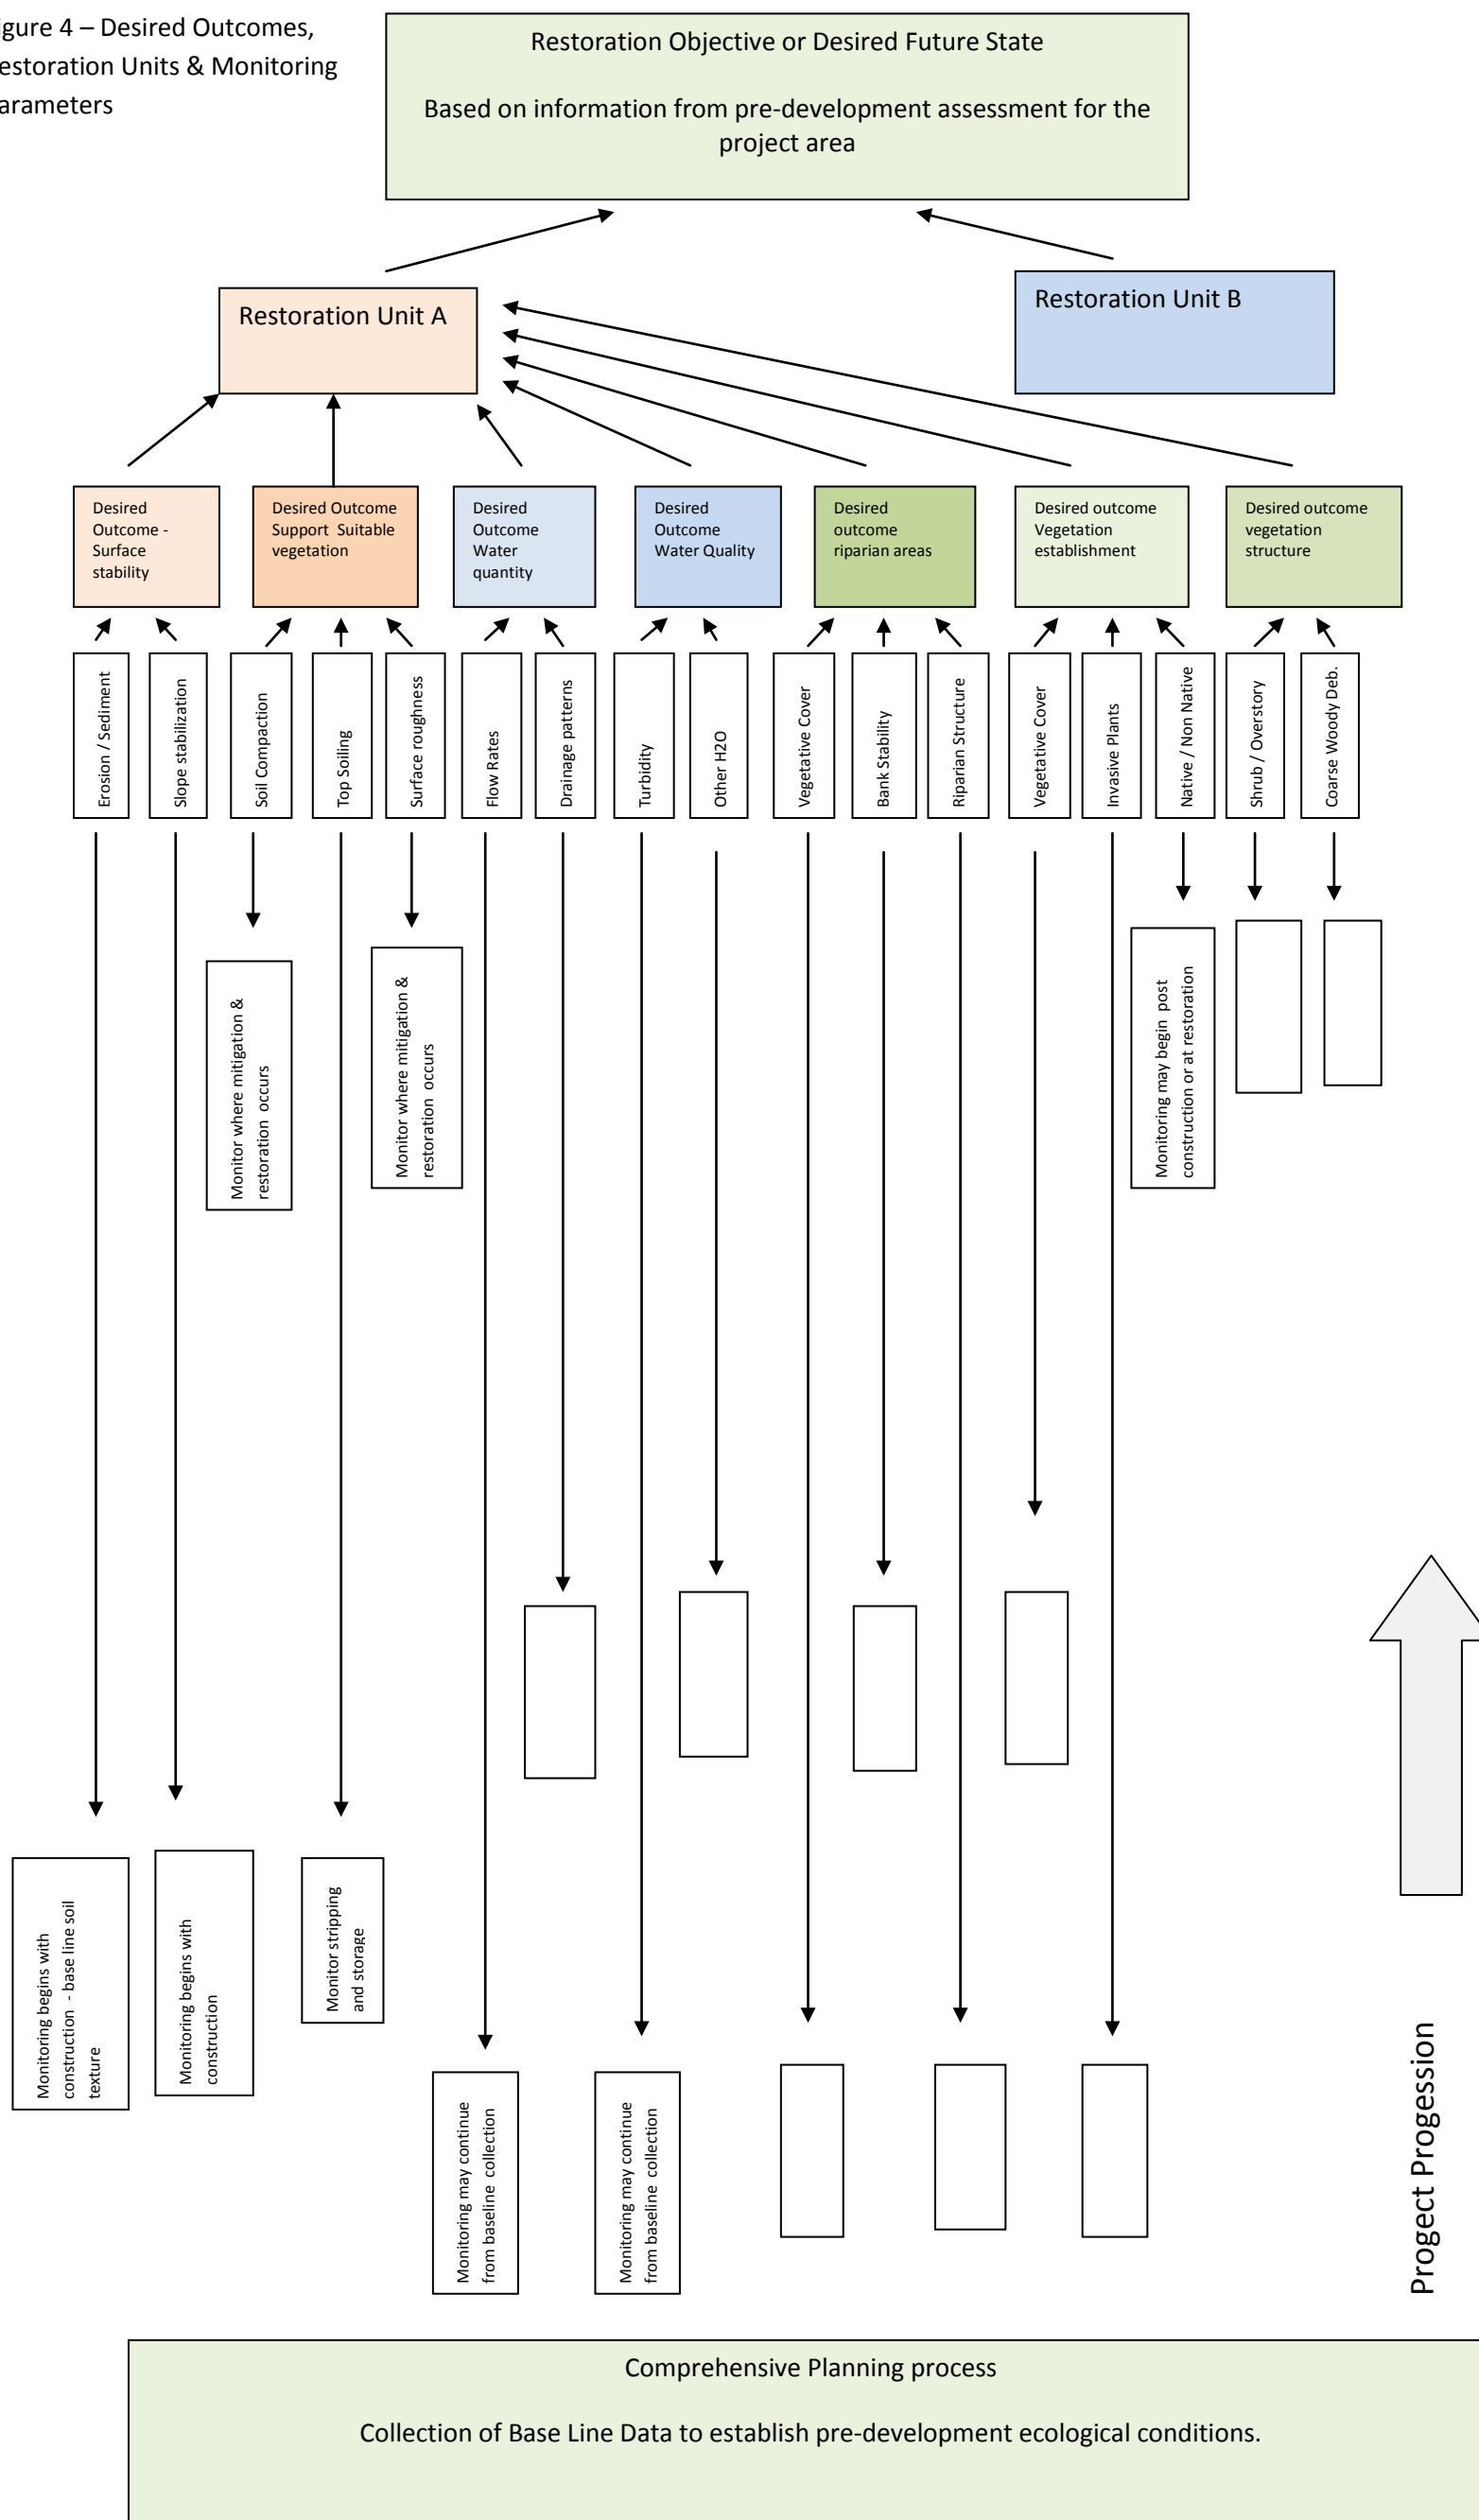 igure 4 – Desired Outcomes,
estoration Units & Monitoring
arameters
Restoration Objective or Desired Future State
Based on information from pre-development assessment for the
project area
Restoration Unit A
Restoration Unit B
Desired
Outcome -
Surface
stability
Desired Outcome
Support  Suitable
vegetation
Desired
Outcome
Water
quantity
Desired
Outcome
Water Quality
Desired
outcome
riparian areas
Desired outcome
Vegetation
establishment
Desired outcome
vegetation
structure
Erosion / Sediment
Slope stabilization
Soil Compaction
Top Soiling
Surface roughness
Flow Rates
Drainage patterns
Turbidity
Other H2O
Vegetative Cover
Bank Stability
Riparian Structure
Vegetative Cover
Invasive Plants
Native / Non Native
Shrub / Overstory
Coarse Woody Deb.
Monitor where mitigation &
restoration  occurs
Monitor where mitigation &
restoration  occurs
Monitoring may begin  post
construction or at restoration
Monitoring begins with
construction  - base line soil
texture
Monitoring begins with
construction
Monitor stripping
and storage
Monitoring may continue
from baseline  collection
Monitoring may continue
from baseline  collection
Progect Progession
Comprehensive Planning process
Collection of Base Line Data to establish pre-development ecological conditions.